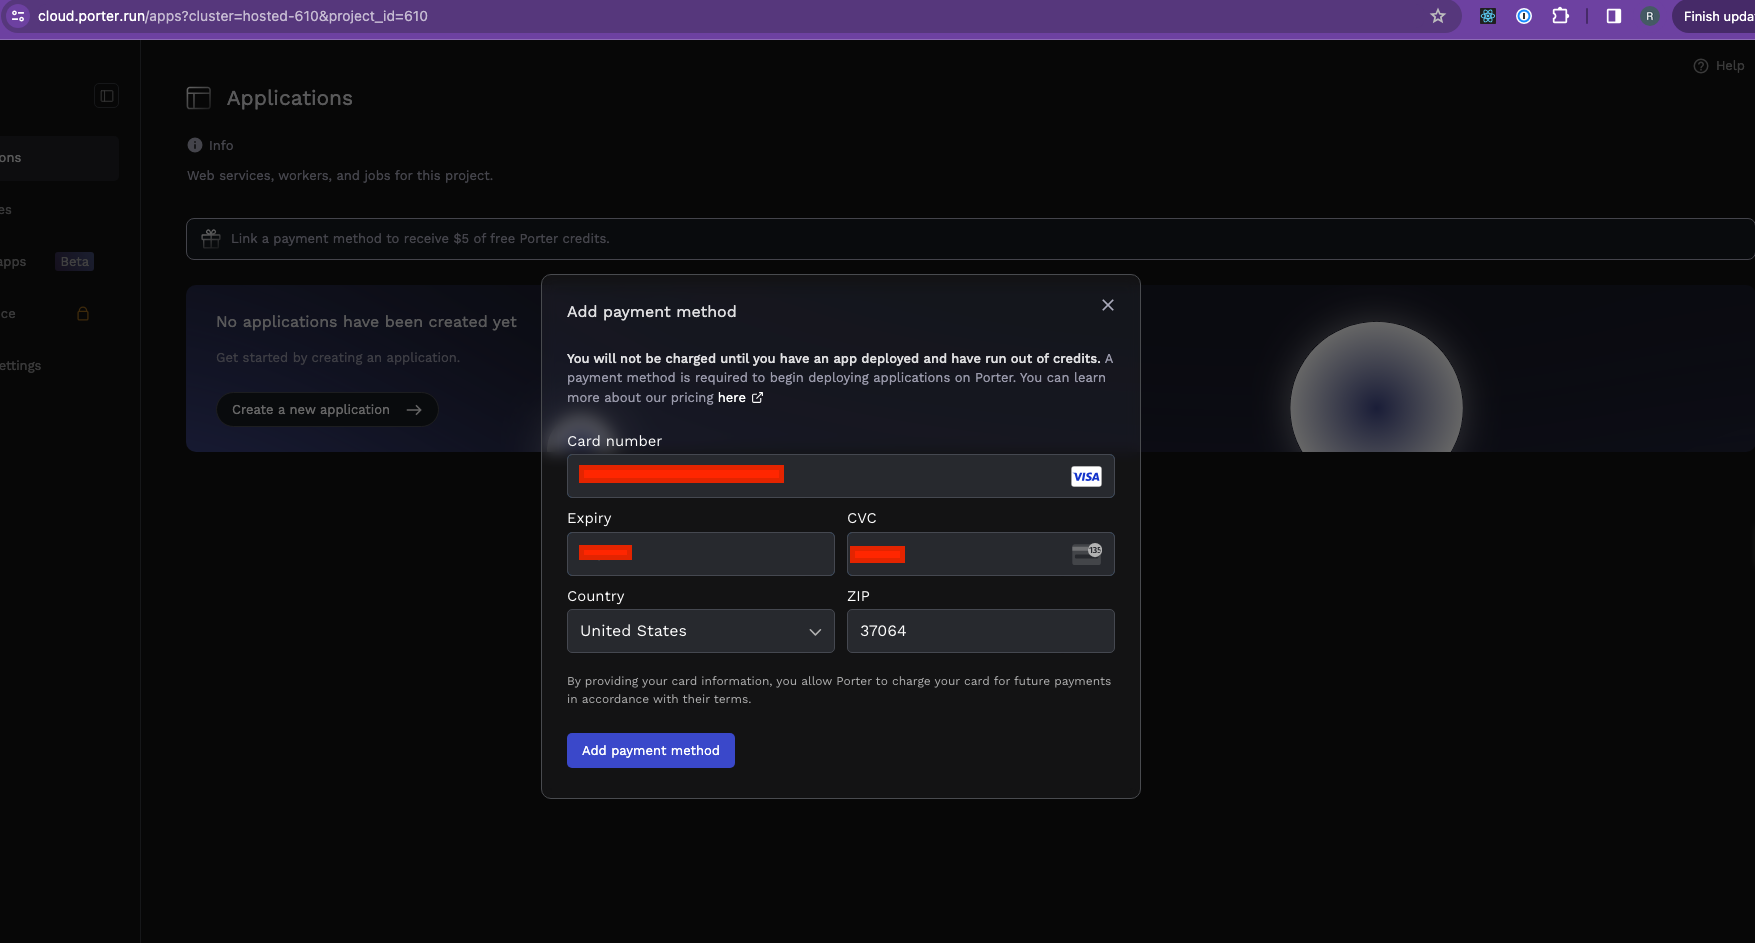 cloud.porter.run/apps?cluster=hosted-610&project_id=610
R
Finish upda
Help
Applications
ons
Info
Web services, workers, and jobs for this project.
es
Link a payment method to receive $5 of free Porter credits.
apps Beta
Add payment method
ce
No applications have been created yet
Get started by creating an application.
ettings
You will not be charged until you have an app deployed and have run out of credits. A
payment method is required to begin deploying applications on Porter. You can learn
more about our pricing here
Create a new application
Card number
VISA
Expiry
CVC
135
Country
ZIP
United States
37064
By providing your card information, you allow Porter to charge your card for future payments
in accordance with their terms.
Add payment method